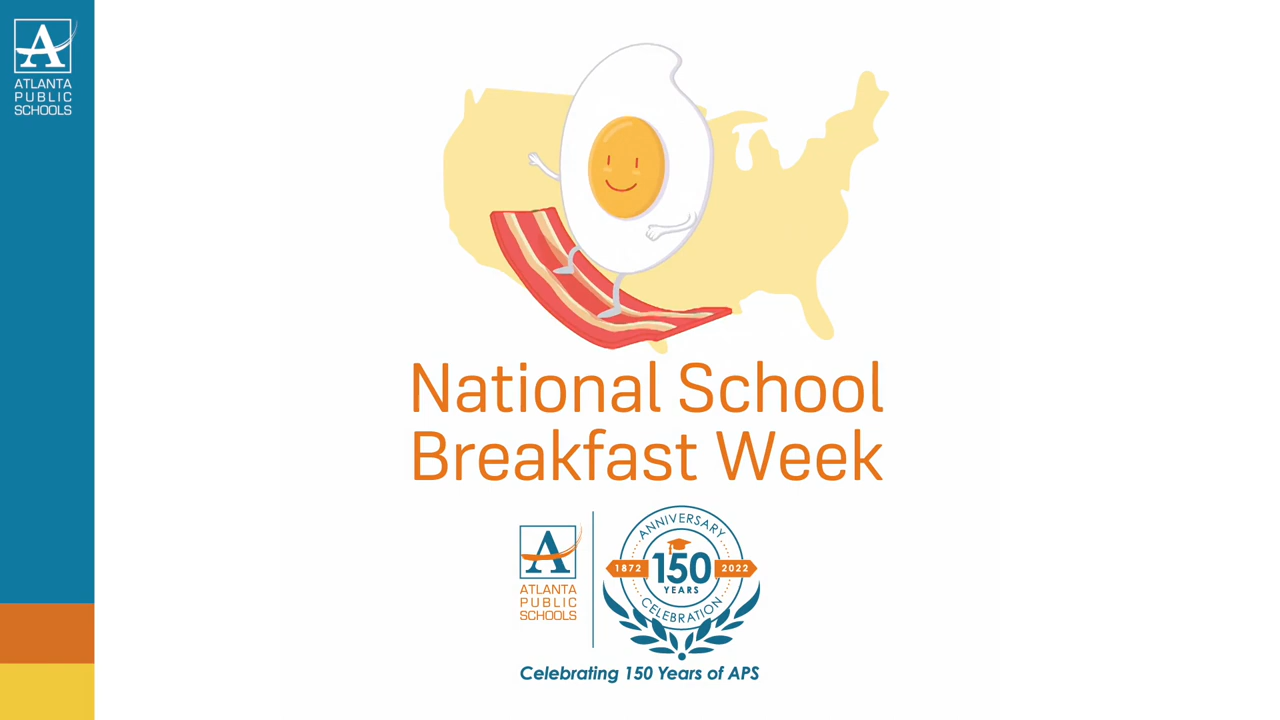 A
ATLANTA
PUBLIC
SCHOOLS
National School
Breakfast Week
A
ATLANTA
PUBLIC
SCHOOLS
ANNIVERSARY
1872 150 2022
YEARS
CELEBRATION
Celebrating 150 Years of APS